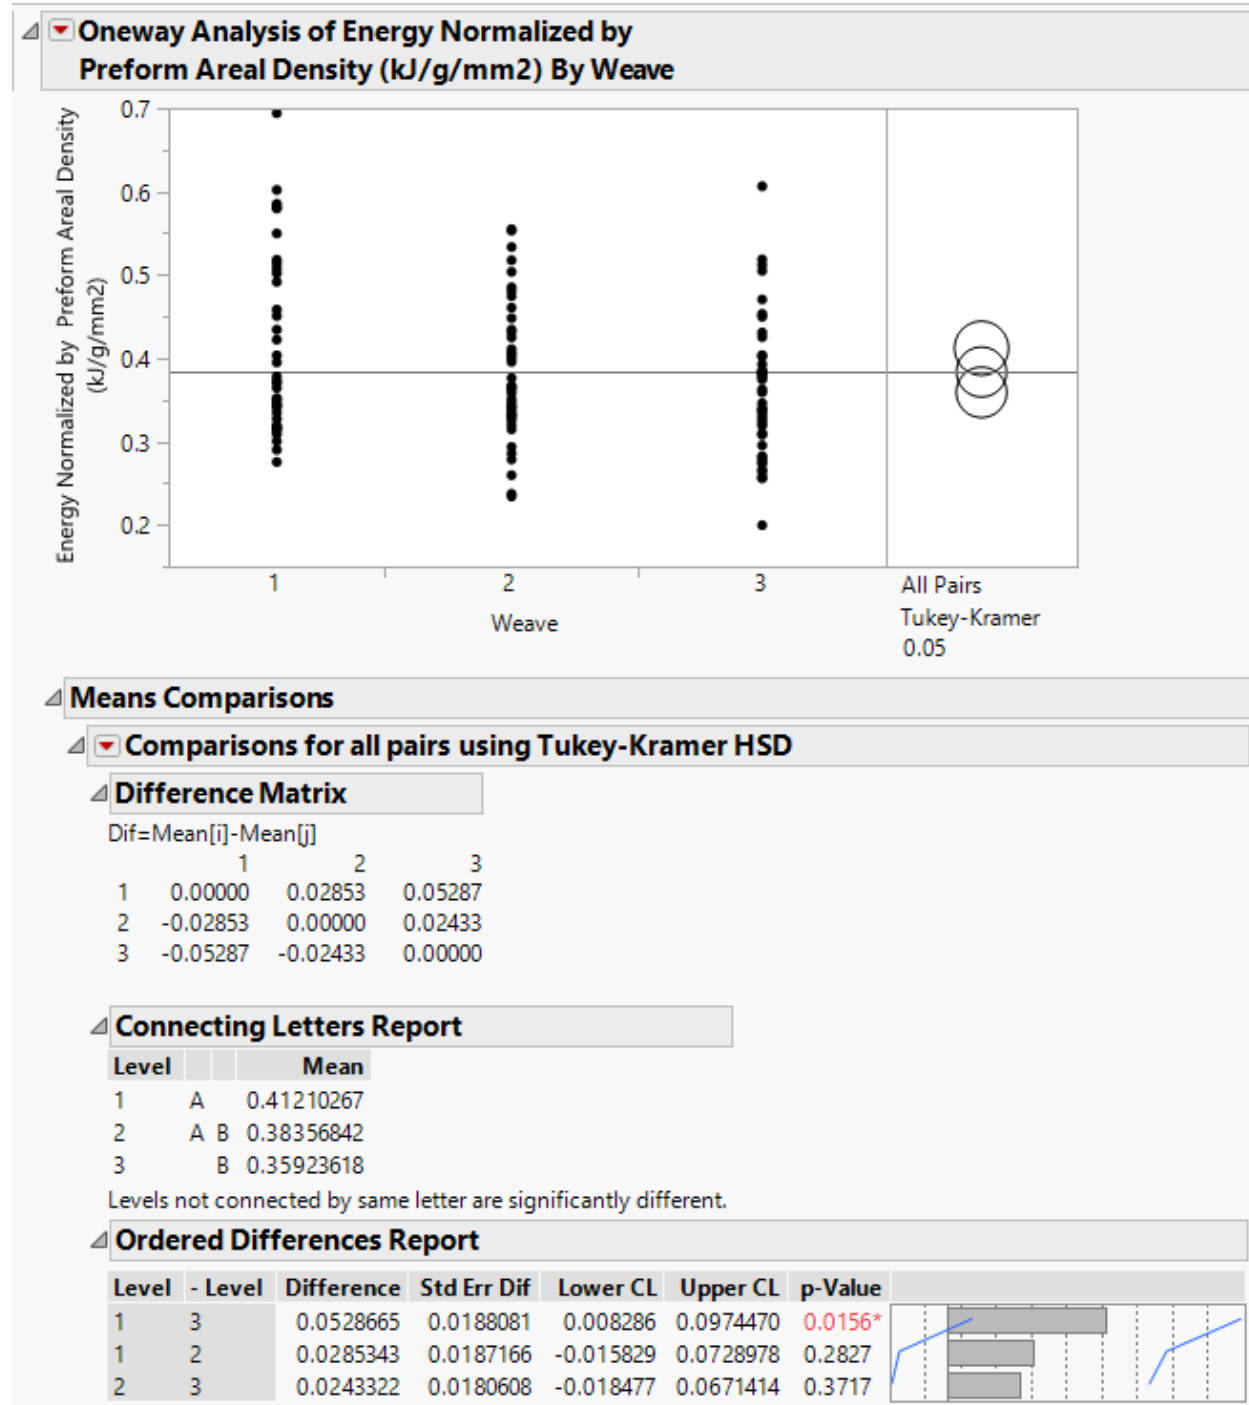 Oneway Analysis of Energy Normalized by
Preform Areal Density (kJ/g/mm2) By Weave
Energy Normalized by  Preform Areal Density
(kJ/g/mm2)
0.7
0.6
0.5
0.4
0.3
0.2
1 2 3
Weave
All Pairs
Tukey-Kramer
0.05
Means Comparisons
Comparisons for all pairs using Tukey-Kramer HSD
Difference Matrix
Dif=Mean[i]-Mean[j]
1 2 3
1 0.00000 0.02853 0.05287
2 -0.02853 0.00000 0.02433
3 -0.05287 -0.02433 0.00000
Connecting Letters Report
Level Mean
1 A 0.41210267
2 A B 0.38356842
3 B 0.35923618
Levels not connected by same letter are significantly different.
Ordered Differences Report
Level - Level Difference Std Err Dif Lower CL Upper CL p-Value
1 3 0.0528665 0.0188081 0.008286 0.0974470 0.0156*
1 2 0.0285343 0.0187166 -0.015829 0.0728978 0.2827
2 3 0.0243322 0.0180608 -0.018477 0.0671414 0.3717